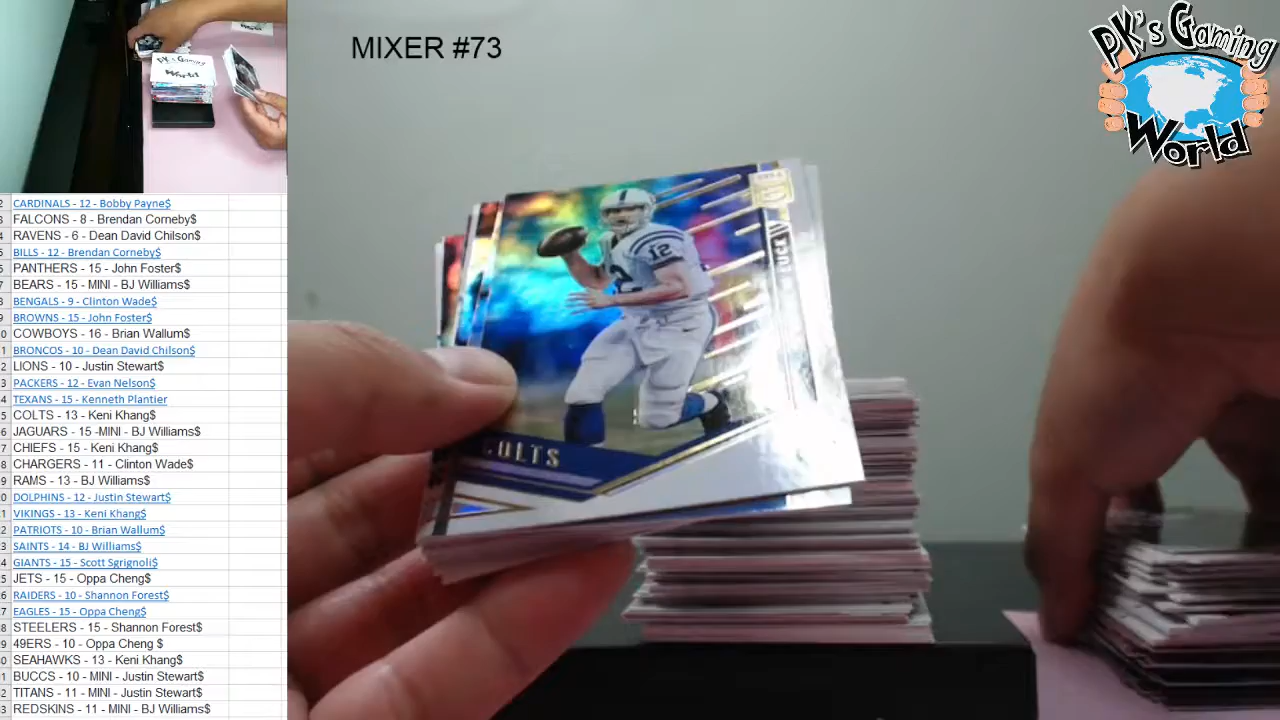 MIXER #73
PK's Gaming
World
PK's Gaming
World
CARDINALS - 12 - Bobby Payne$
FALCONS - 8 - Brendan Corneby$
RAVENS - 6 - Dean David Chilson$
BILLS - 12 - Brendan Corneby$
PANTHERS - 15 - John Foster$
BEARS - 15 - MINI - BJ Williams$
BENGALS - 9 - Clinton Wade$
BROWNS - 15 - John Foster$
COWBOYS - 16 - Brian Wallum$
BRONCOS - 10 - Dean David Chilson$
LIONS - 10 - Justin Stewart$
PACKERS - 12 - Evan Nelson$
TEXANS - 15 - Kenneth Plantier
COLTS - 13 - Keni Khang$
JAGUARS - 15 -MINI - BJ Williams$
CHIEFS - 15 - Keni Khang$
CHARGERS - 11 - Clinton Wade$
RAMS - 13 - BJ Williams$
DOLPHINS - 12 - Justin Stewart$
VIKINGS - 13 - Keni Khang$
PATRIOTS - 10 - Brian Wallum$
SAINTS - 14 - BJ Williams$
GIANTS - 15 - Scott Sgrignoli$
JETS - 15 - Oppa Cheng$
RAIDERS - 10 - Shannon Forest$
EAGLES - 15 - Oppa Cheng$
STEELERS - 15 - Shannon Forest$
49ERS - 10 - Oppa Cheng $
SEAHAWKS - 13 - Keni Khang$
BUCCS - 10 - MINI - Justin Stewart$
TITANS - 11 - MINI - Justin Stewart$
REDSKINS - 11 - MINI - BJ Williams$
12
COLTS